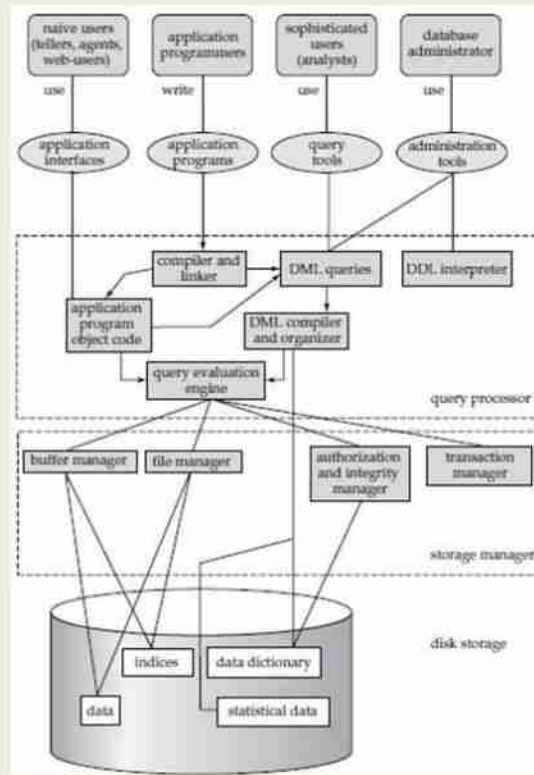 naive users
(tellers, agents,
web-users)
application
programmers
sophisticated
users
(analysts)
database
administrator
use
write
use
use
application
interfaces
application
programs
query
tools
administration
tools
compiler and
linker
DML queries
DDL interpreter
application
program
object code
DML compiler
and organizer
query evaluation
engine
query processor
buffer manager
file manager
authorization
and integrity
manager
transaction
manager
storage manager
disk storage
indices
data dictionary
data
statistical data